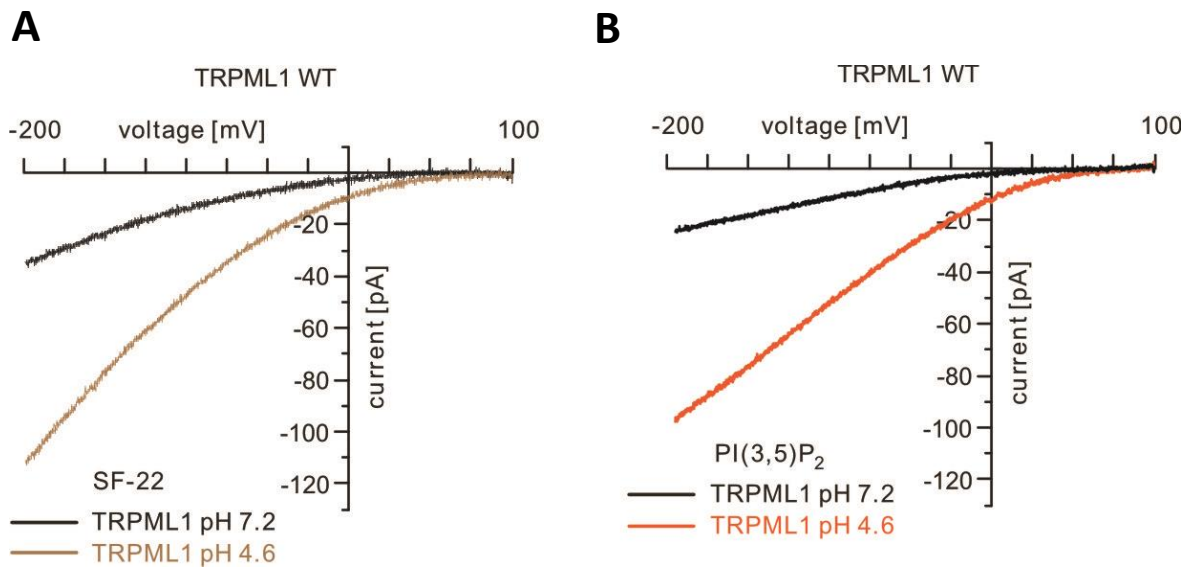 A
TRPML1 WT
-200 voltage [mV] 100
-20
-40
-60
-80
-100
-120
current [pA]
SF-22
TRPML1 pH 7.2
TRPML1 pH 4.6
B
TRPML1 WT
-200 voltage [mV] 100
-20
-40
-60
-80
-100
-120
current [pA]
PI(3,5)P₂
TRPML1 pH 7.2
TRPML1 pH 4.6